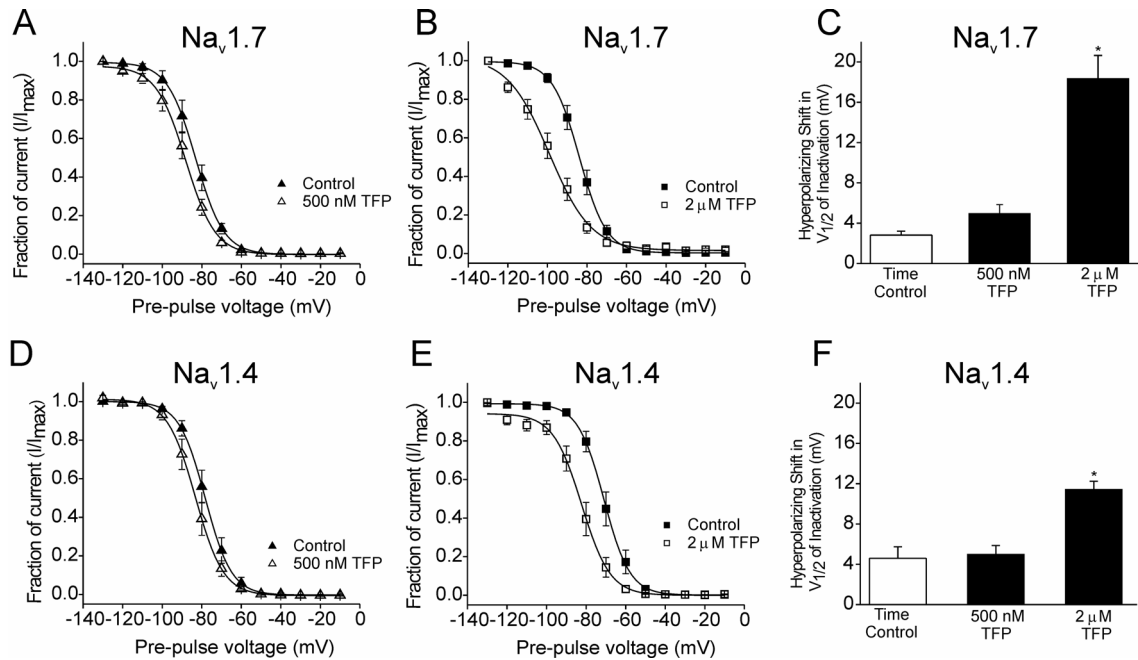 A
Nav1.7
Fraction of current (I/Imax)
1.0
0.8
0.6
0.4
0.2
0.0
Control
500 nM TFP
-140 -120 -100 -80 -60 -40 -20 0
Pre-pulse voltage (mV)
B
Nav1.7
Fraction of current (I/Imax)
1.0
0.8
0.6
0.4
0.2
0.0
Control
2 μM TFP
-140 -120 -100 -80 -60 -40 -20 0
Pre-pulse voltage (mV)
C
Nav1.7
Hyperpolarizing Shift in
V1/2 of Inactivation (mV)
20
16
12
8
4
0
*
Time
Control
500 nM
TFP
2 μM
TFP
D
Nav1.4
Fraction of current (I/Imax)
1.0
0.8
0.6
0.4
0.2
0.0
Control
500 nM TFP
-140 -120 -100 -80 -60 -40 -20 0
Pre-pulse voltage (mV)
E
Nav1.4
Fraction of current (I/Imax)
1.0
0.8
0.6
0.4
0.2
0.0
Control
2 μM TFP
-140 -120 -100 -80 -60 -40 -20 0
Pre-pulse voltage (mV)
F
Nav1.4
Hyperpolarizing Shift in
V1/2 of Inactivation (mV)
20
16
12
8
4
0
*
Time
Control
500 nM
TFP
2 μM
TFP